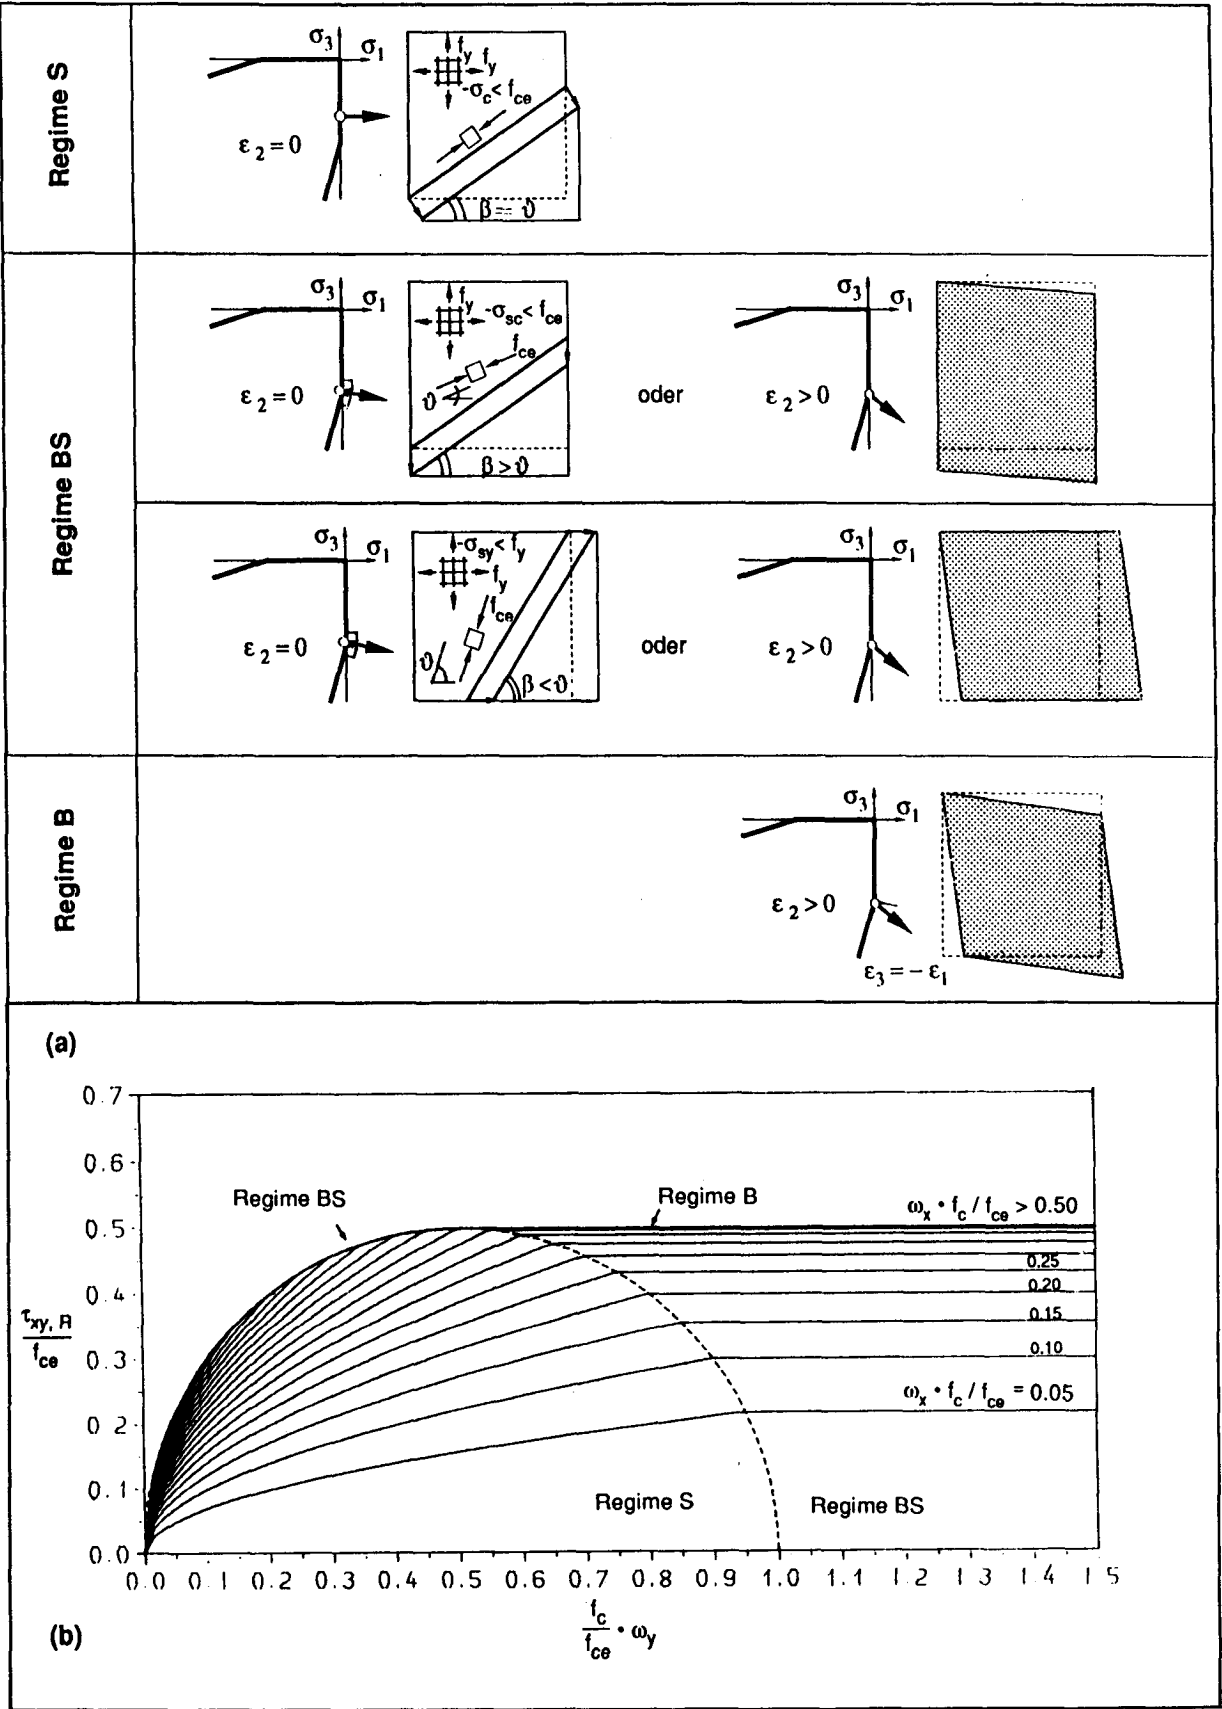 Regime S
σ3 σ1
ε2 = 0
fy
fy
-σc < fce
β = ϑ
Regime BS
σ3 σ1
ε2 = 0
fy
-σsc < fce
fce
ϑ
β > ϑ
oder
σ3 σ1
ε2 > 0
σ3 σ1
ε2 = 0
-σsy < fy
fy
fce
ϑ
β < ϑ
oder
σ3 σ1
ε2 > 0
Regime B
σ3 σ1
ε2 > 0
ε3 = - ε1
(a)
0.7
0.6
0.5
0.4
0.3
0.2
0.1
0.0
τxy, R
fce
Regime BS
Regime B
ωx • fc / fce > 0.50
0.25
0.20
0.15
0.10
ωx • fc / fce = 0.05
Regime S
Regime BS
0.0 0.1 0.2 0.3 0.4 0.5 0.6 0.7 0.8 0.9 1.0 1.1 1.2 1.3 1.4 1.5
fc
fce
• ωy
(b)